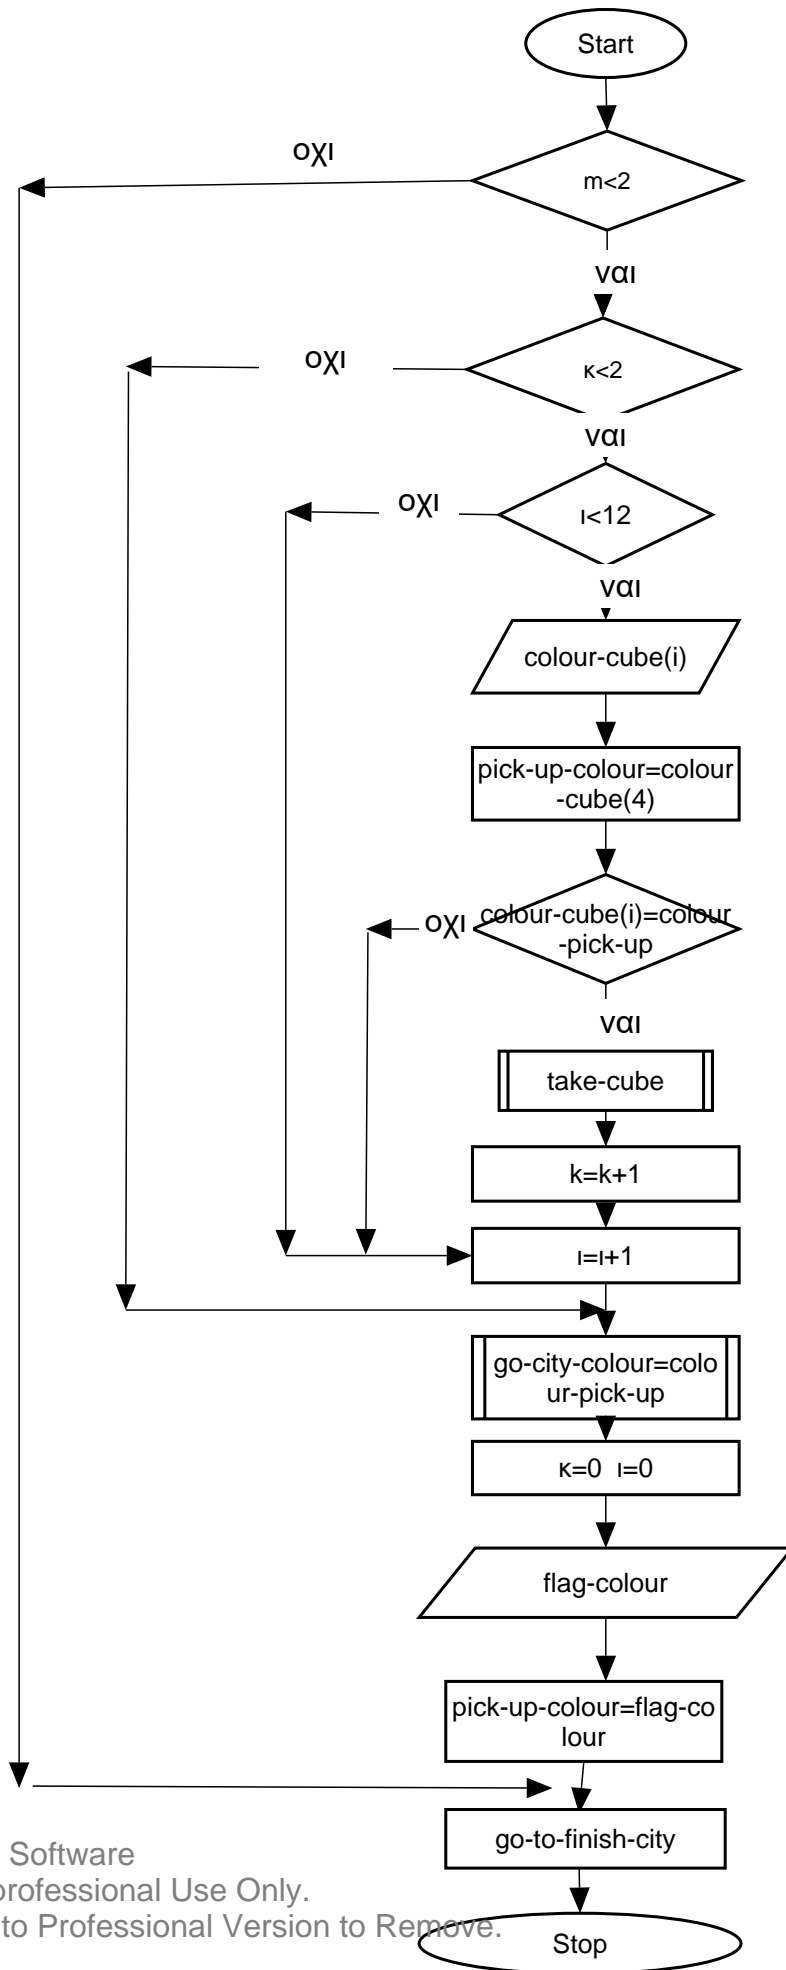 Start
οχι
m<2
ναι
οχι
κ<2
ναι
οχι
ι<12
ναι
colour-cube(i)
pick-up-colour=colour
-cube(4)
οχι
colour-cube(i)=colour
-pick-up
ναι
take-cube
k=k+1
ι=ι+1
go-city-colour=colo
ur-pick-up
κ=0 ι=0
flag-colour
pick-up-colour=flag-co
lour
go-to-finish-city
Software
professional Use Only.
to Professional Version to Remove.
Stop